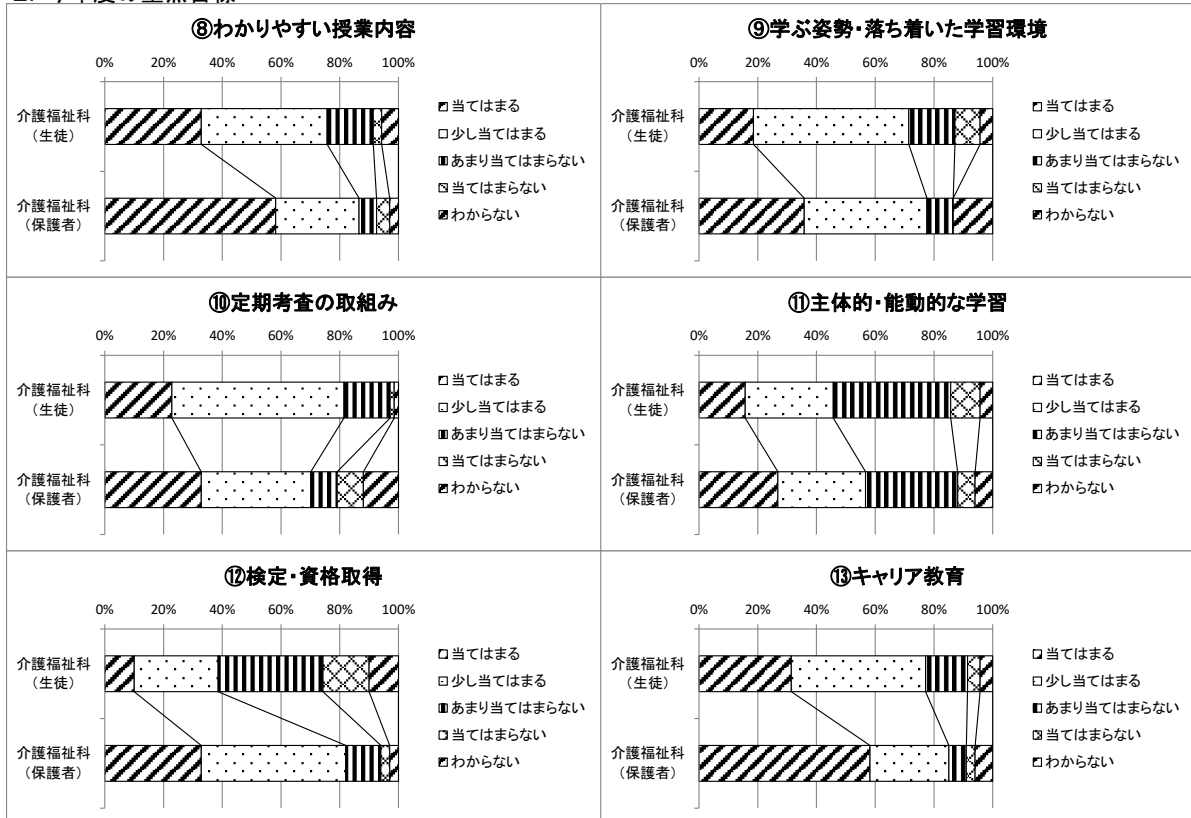 ⑧わかりやすい授業内容
0% 20% 40% 60% 80% 100%
介護福祉科
（生徒）
介護福祉科
（保護者）
当てはまる
少し当てはまる
あまり当てはまらない
当てはまらない
わからない
⑨学ぶ姿勢・落ち着いた学習環境
0% 20% 40% 60% 80% 100%
介護福祉科
（生徒）
介護福祉科
（保護者）
当てはまる
少し当てはまる
あまり当てはまらない
当てはまらない
わからない
⑩定期考査の取組み
0% 20% 40% 60% 80% 100%
介護福祉科
（生徒）
介護福祉科
（保護者）
当てはまる
少し当てはまる
あまり当てはまらない
当てはまらない
わからない
⑪主体的・能動的な学習
0% 20% 40% 60% 80% 100%
介護福祉科
（生徒）
介護福祉科
（保護者）
当てはまる
少し当てはまる
あまり当てはまらない
当てはまらない
わからない
⑫検定・資格取得
0% 20% 40% 60% 80% 100%
介護福祉科
（生徒）
介護福祉科
（保護者）
当てはまる
少し当てはまる
あまり当てはまらない
当てはまらない
わからない
⑬キャリア教育
0% 20% 40% 60% 80% 100%
介護福祉科
（生徒）
介護福祉科
（保護者）
当てはまる
少し当てはまる
あまり当てはまらない
当てはまらない
わからない